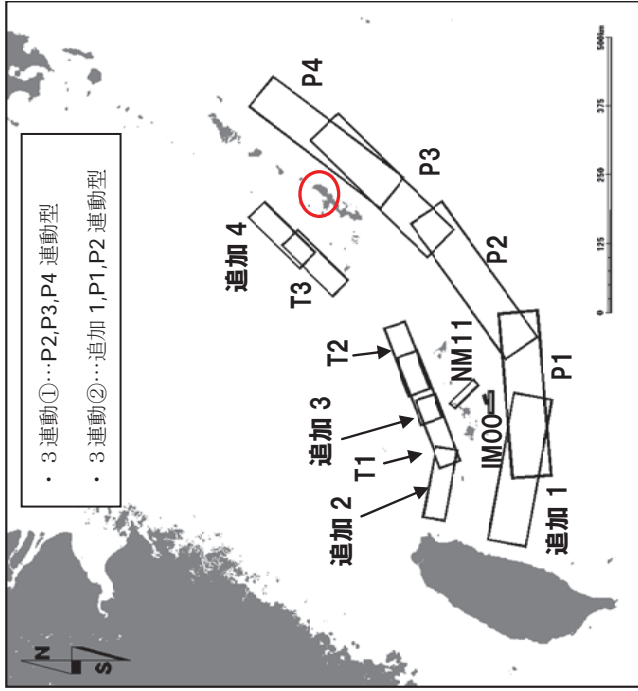 ・ 3連動①…P2,P3,P4 連動型
・ 3連動②…追加 1,P1,P2 連動型
N
S
P4
P3
P2
P1
追加 4
T3
T2
NM11
IM00
追加 3
T1
追加 2
追加 1
0
125
250
375
500km